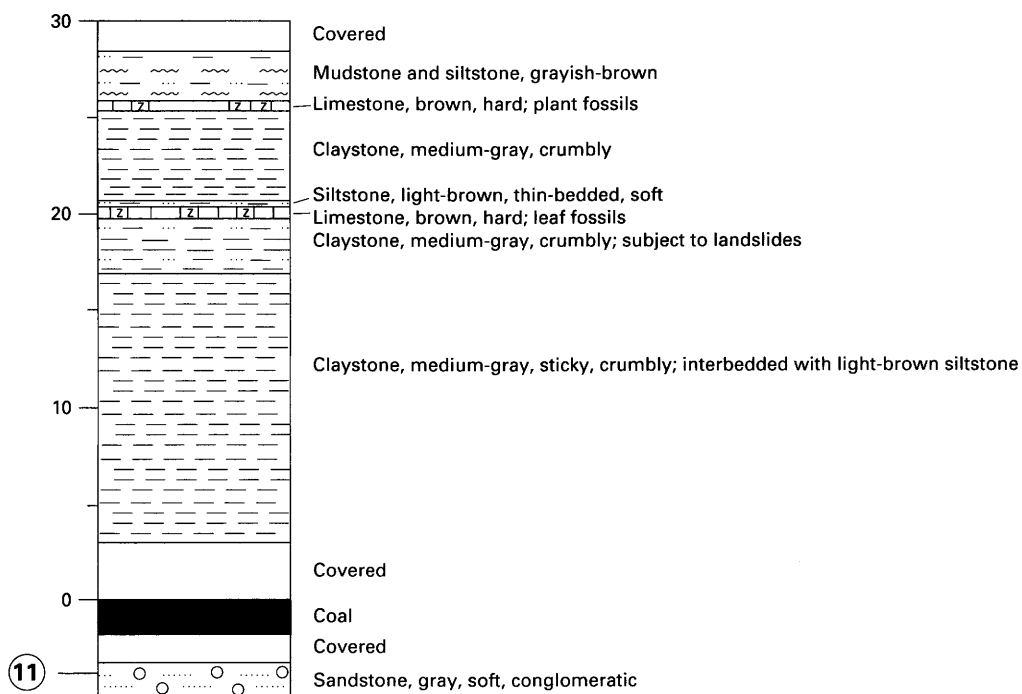 30
Covered
Mudstone and siltstone, grayish-brown
Z Z Z
Limestone, brown, hard; plant fossils
Claystone, medium-gray, crumbly
Siltstone, light-brown, thin-bedded, soft
20
Z Z Z
Limestone, brown, hard; leaf fossils
Claystone, medium-gray, crumbly; subject to landslides
Claystone, medium-gray, sticky, crumbly; interbedded with light-brown siltstone
10
Covered
0
Coal
Covered
11
Sandstone, gray, soft, conglomeratic